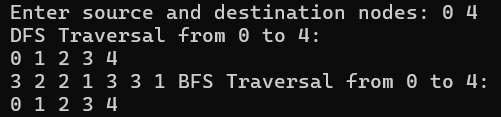 Enter source and destination nodes: 0 4
DFS Traversal from 0 to 4:
0 1 2 3 4
3 2 2 1 3 3 1 BFS Traversal from 0 to 4:
0 1 2 3 4